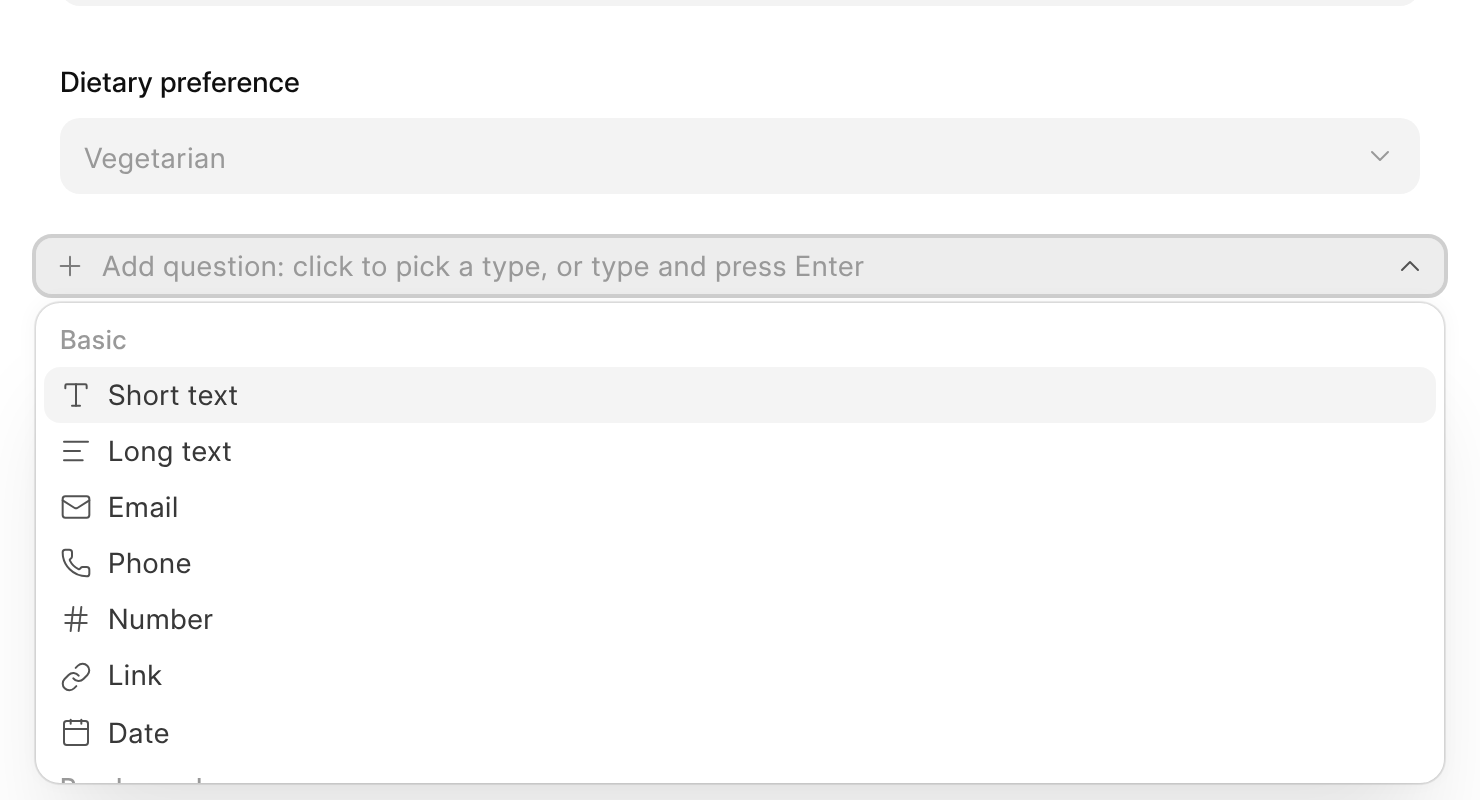 Dietary preference
Vegetarian
Add question: click to pick a type, or type and press Enter
Basic
Short text
Long text
Email
Phone
Number
Link
Date